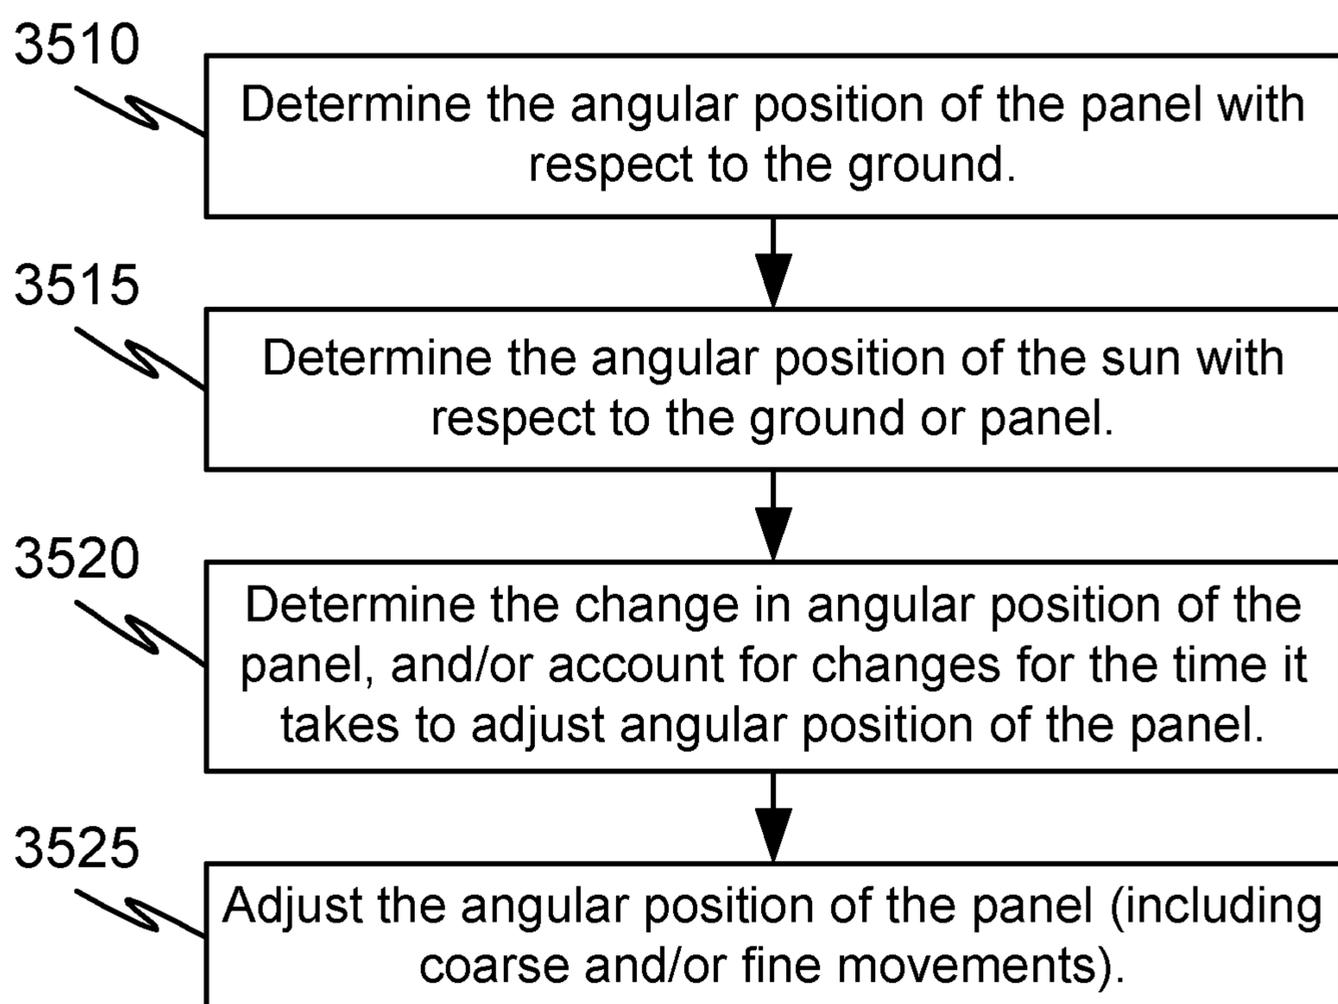 3510
Determine the angular position of the panel with
respect to the ground.
3515
Determine the angular position of the sun with
respect to the ground or panel.
3520
Determine the change in angular position of the
panel, and/or account for changes for the time it
takes to adjust angular position of the panel.
3525
Adjust the angular position of the panel (including
coarse and/or fine movements).